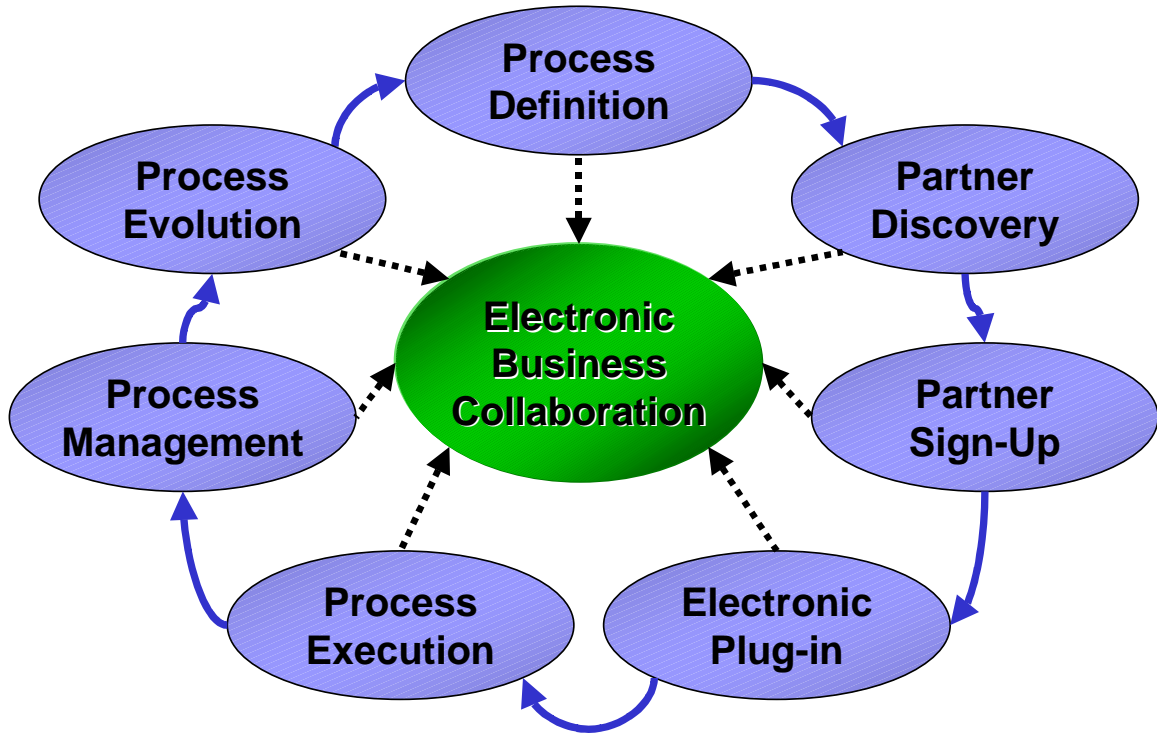 Process
Definition
Partner
Discovery
Partner
Sign-Up
Electronic
Plug-in
Process
Execution
Process
Management
Process
Evolution
Electronic
Business
Collaboration